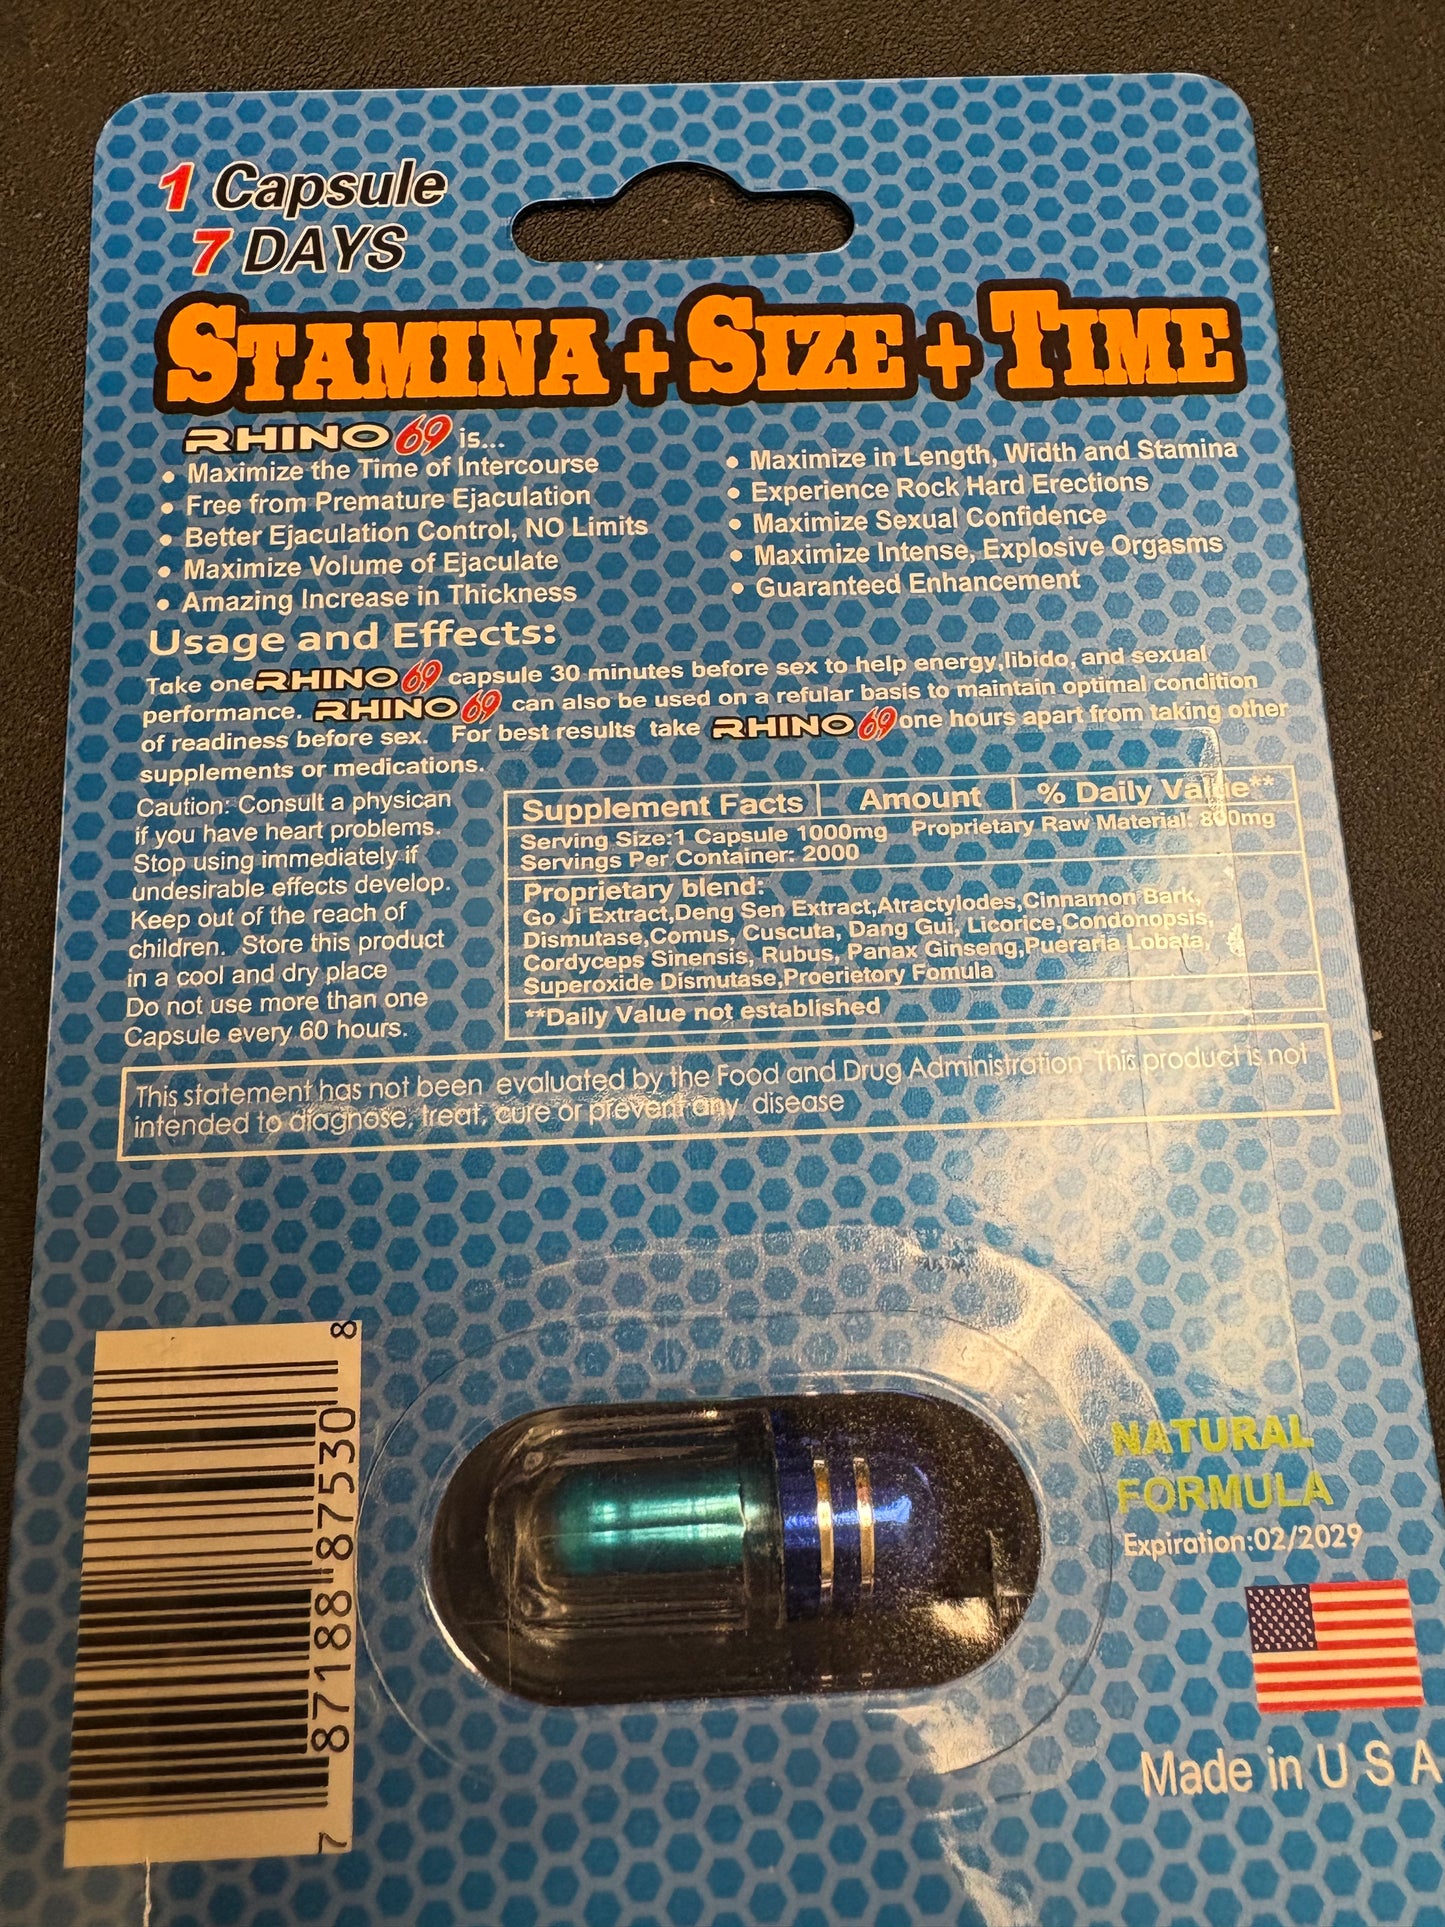 1 Capsule
7 DAYS
STAMINA + SIZE + TIME
RHINO 69 is...
• Maximize the Time of Intercourse
• Free from Premature Ejaculation
• Better Ejaculation Control, NO Limits
• Maximize Volume of Ejaculate
• Amazing Increase in Thickness
• Maximize in Length, Width and Stamina
• Experience Rock Hard Erections
• Maximize Sexual Confidence
• Maximize Intense, Explosive Orgasms
• Guaranteed Enhancement
Usage and Effects:
Take one RHINO 69 capsule 30 minutes before sex to help energy,libido, and sexual
performance. RHINO 69 can also be used on a refular basis to maintain optimal condition
of readiness before sex. For best results take RHINO 69 one hours apart from taking other
supplements or medications.
Caution: Consult a physican
if you have heart problems.
Stop using immediately if
undesirable effects develop.
Keep out of the reach of
children. Store this product
in a cool and dry place
Do not use more than one
Capsule every 60 hours.
Supplement Facts Amount % Daily Value**
Serving Size:1 Capsule 1000mg Proprietary Raw Material: 800mg
Servings Per Container: 2000
Proprietary blend:
Go Ji Extract,Deng Sen Extract,Atractylodes,Cinnamon Bark,
Dismutase,Comus, Cuscuta, Dang Gui, Licorice,Condonopsis,
Cordyceps Sinensis, Rubus, Panax Ginseng,Pueraria Lobata,
Superoxide Dismutase,Proerietory Fomula
**Daily Value not established
This statement has not been evaluated by the Food and Drug Administration This product is not
intended to diagnose, treat, cure or prevent any disease
7 87188"87530 8
NATURAL
FORMULA
Expiration:02/2029
Made in U S A